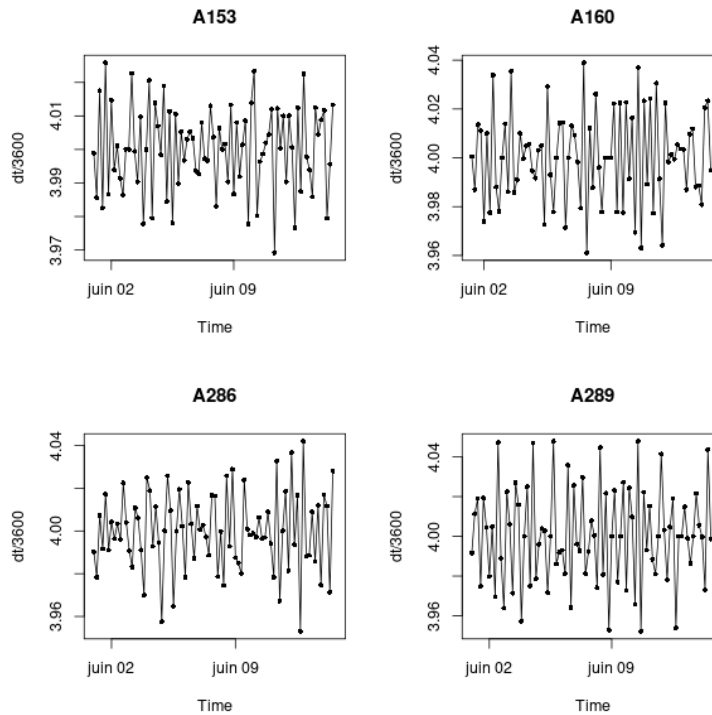 A153
dt/3600
4.01
3.99
3.97
juin 02
juin 09
Time
A160
dt/3600
4.04
4.02
4.00
3.98
3.96
juin 02
juin 09
Time
A286
dt/3600
4.04
4.00
3.96
juin 02
juin 09
Time
A289
dt/3600
4.04
4.00
3.96
juin 02
juin 09
Time